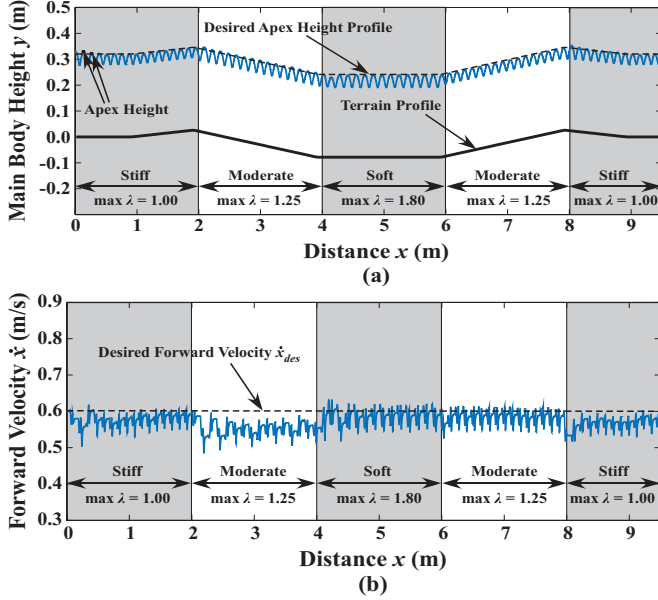 Main Body Height y (m)
0.5
0.4
0.3
0.2
0.0
-0.1
-0.2
Desired Apex Height Profile
Apex Height
Terrain Profile
Stiff
Moderate
Soft
Moderate
Stiff
max λ = 1.00
max λ = 1.25
max λ = 1.80
max λ = 1.25
max λ = 1.00
0 1 2 3 4 5 6 7 8 9
Distance x (m)
(a)
Forward Velocity ẋ (m/s)
0.9
0.8
0.7
0.6
0.5
0.4
0.3
Desired Forward Velocity ẋdes
Stiff
Moderate
Soft
Moderate
Stiff
max λ = 1.00
max λ = 1.25
max λ = 1.80
max λ = 1.25
max λ = 1.00
0 1 2 3 4 5 6 7 8 9
Distance x (m)
(b)